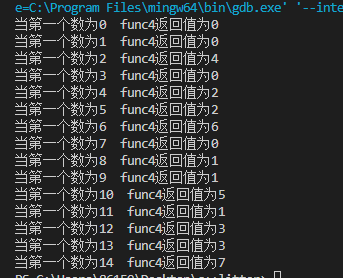 e=C:\Program Files\mingw64\bin\gdb.exe' '--inte
当第一个数为0 func4返回值为0
当第一个数为1 func4返回值为0
当第一个数为2 func4返回值为4
当第一个数为3 func4返回值为0
当第一个数为4 func4返回值为2
当第一个数为5 func4返回值为2
当第一个数为6 func4返回值为6
当第一个数为7 func4返回值为0
当第一个数为8 func4返回值为1
当第一个数为9 func4返回值为1
当第一个数为10 func4返回值为5
当第一个数为11 func4返回值为1
当第一个数为12 func4返回值为3
当第一个数为13 func4返回值为3
当第一个数为14 func4返回值为7